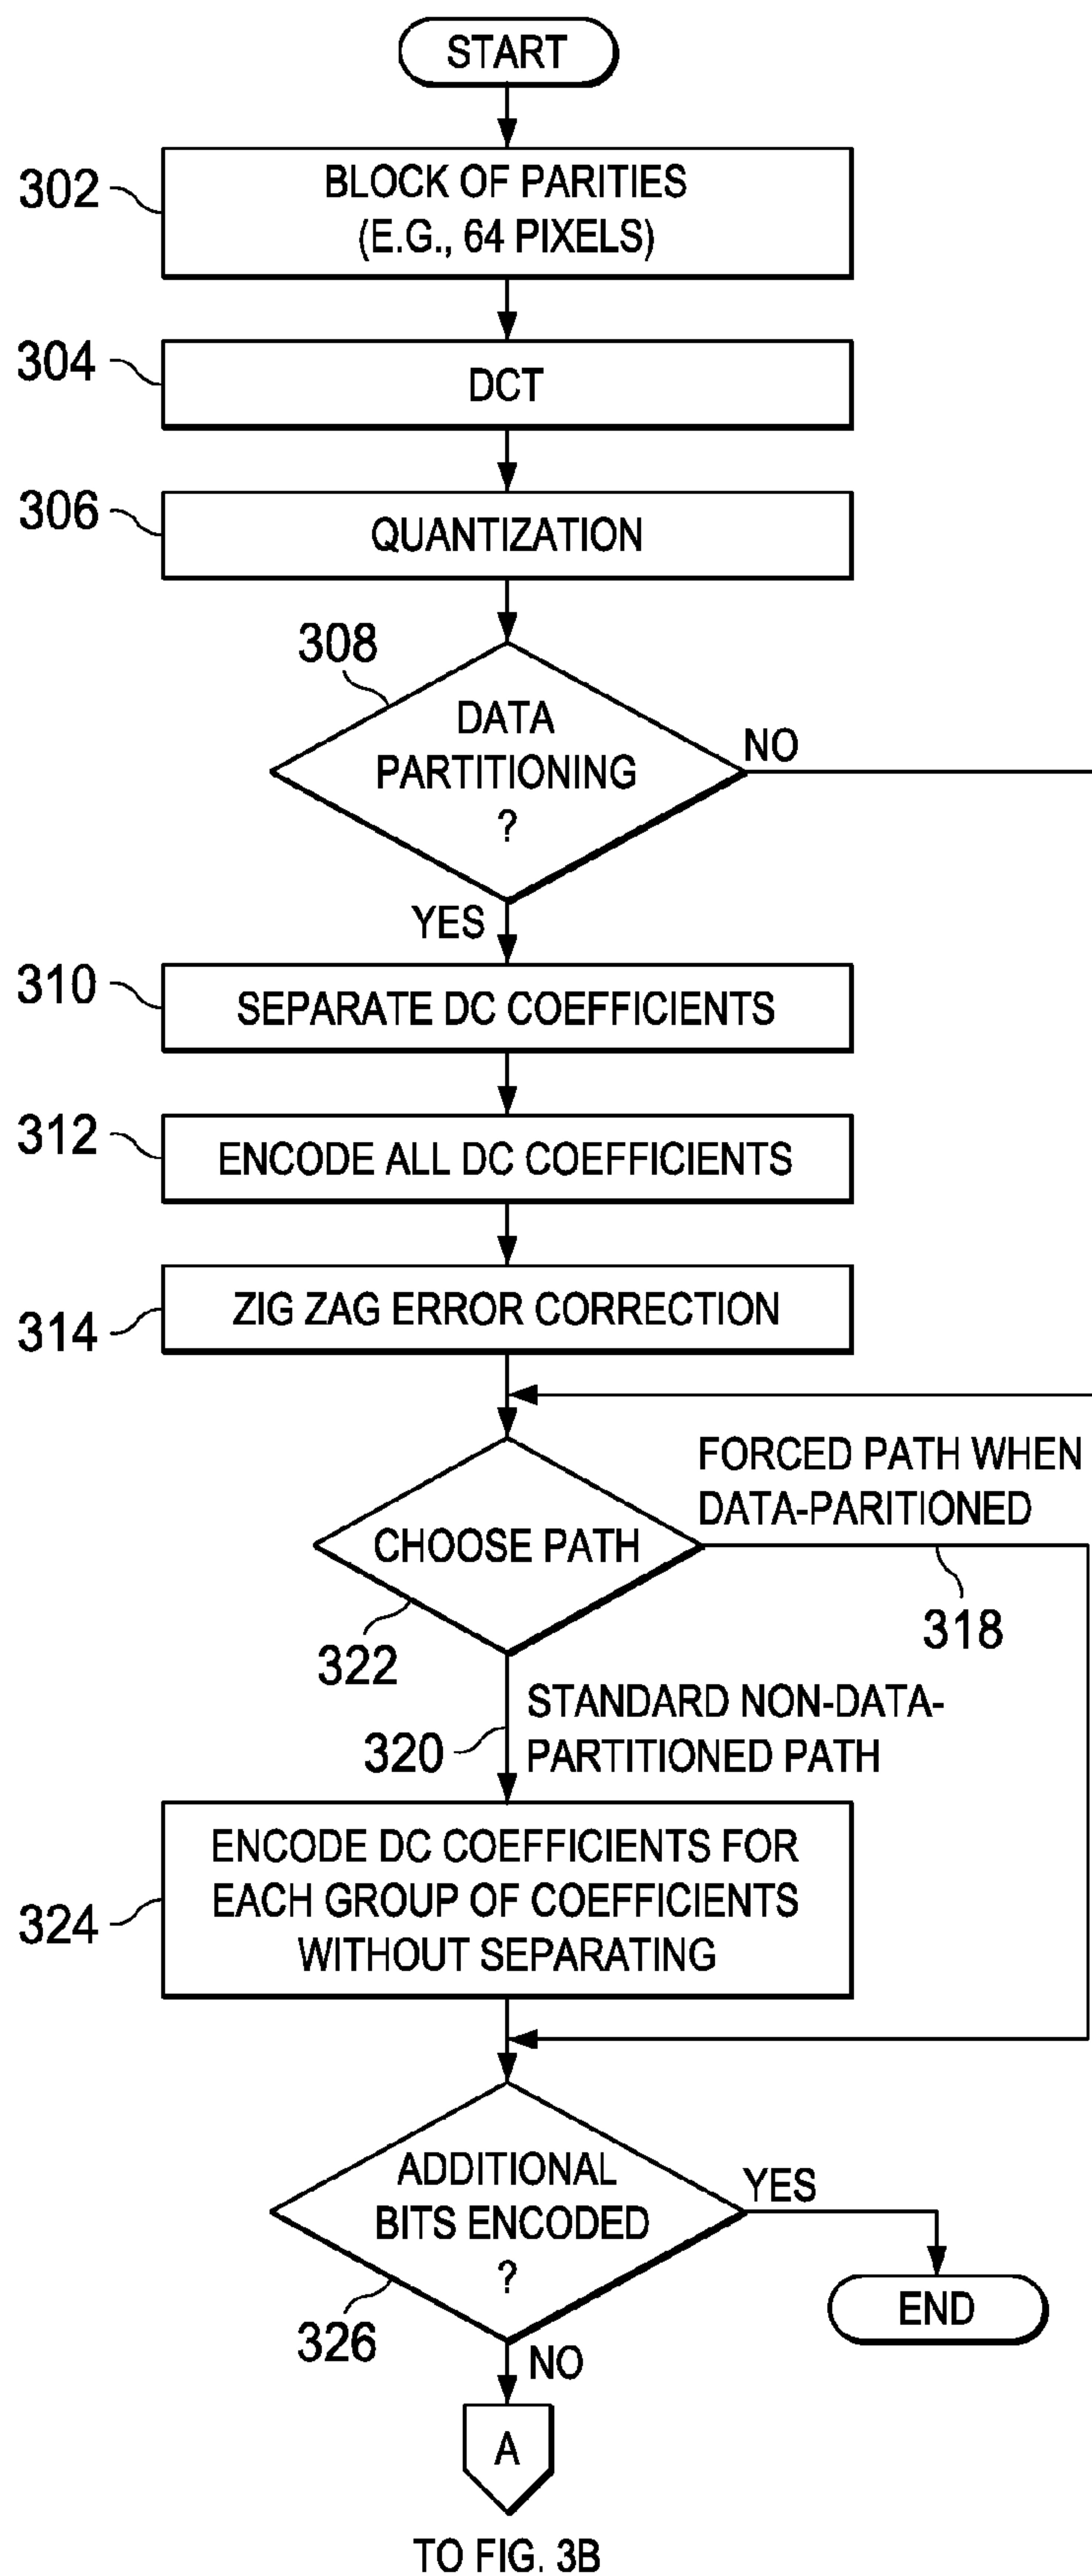 START
302
BLOCK OF PARITIES
(E.G., 64 PIXELS)
304
DCT
306
QUANTIZATION
308
DATA
PARTITIONING
?
NO
YES
310
SEPARATE DC COEFFICIENTS
312
ENCODE ALL DC COEFFICIENTS
314
ZIG ZAG ERROR CORRECTION
FORCED PATH WHEN
DATA-PARITIONED
CHOOSE PATH
318
322
320
STANDARD NON-DATA-
PARTITIONED PATH
324
ENCODE DC COEFFICIENTS FOR
EACH GROUP OF COEFFICIENTS
WITHOUT SEPARATING
ADDITIONAL
BITS ENCODED
?
YES
326
END
NO
A
TO FIG. 3B